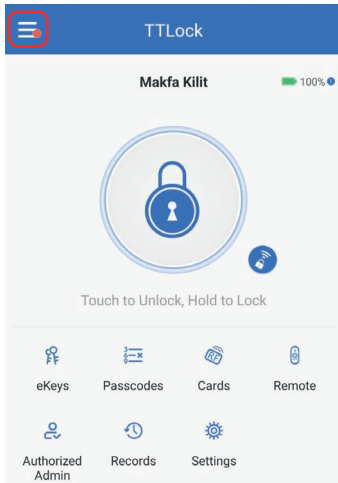 TTLock
Makfa Kilit
100%
Touch to Unlock, Hold to Lock
eKeys Passcodes Cards Remote
Authorized Records Settings
Admin